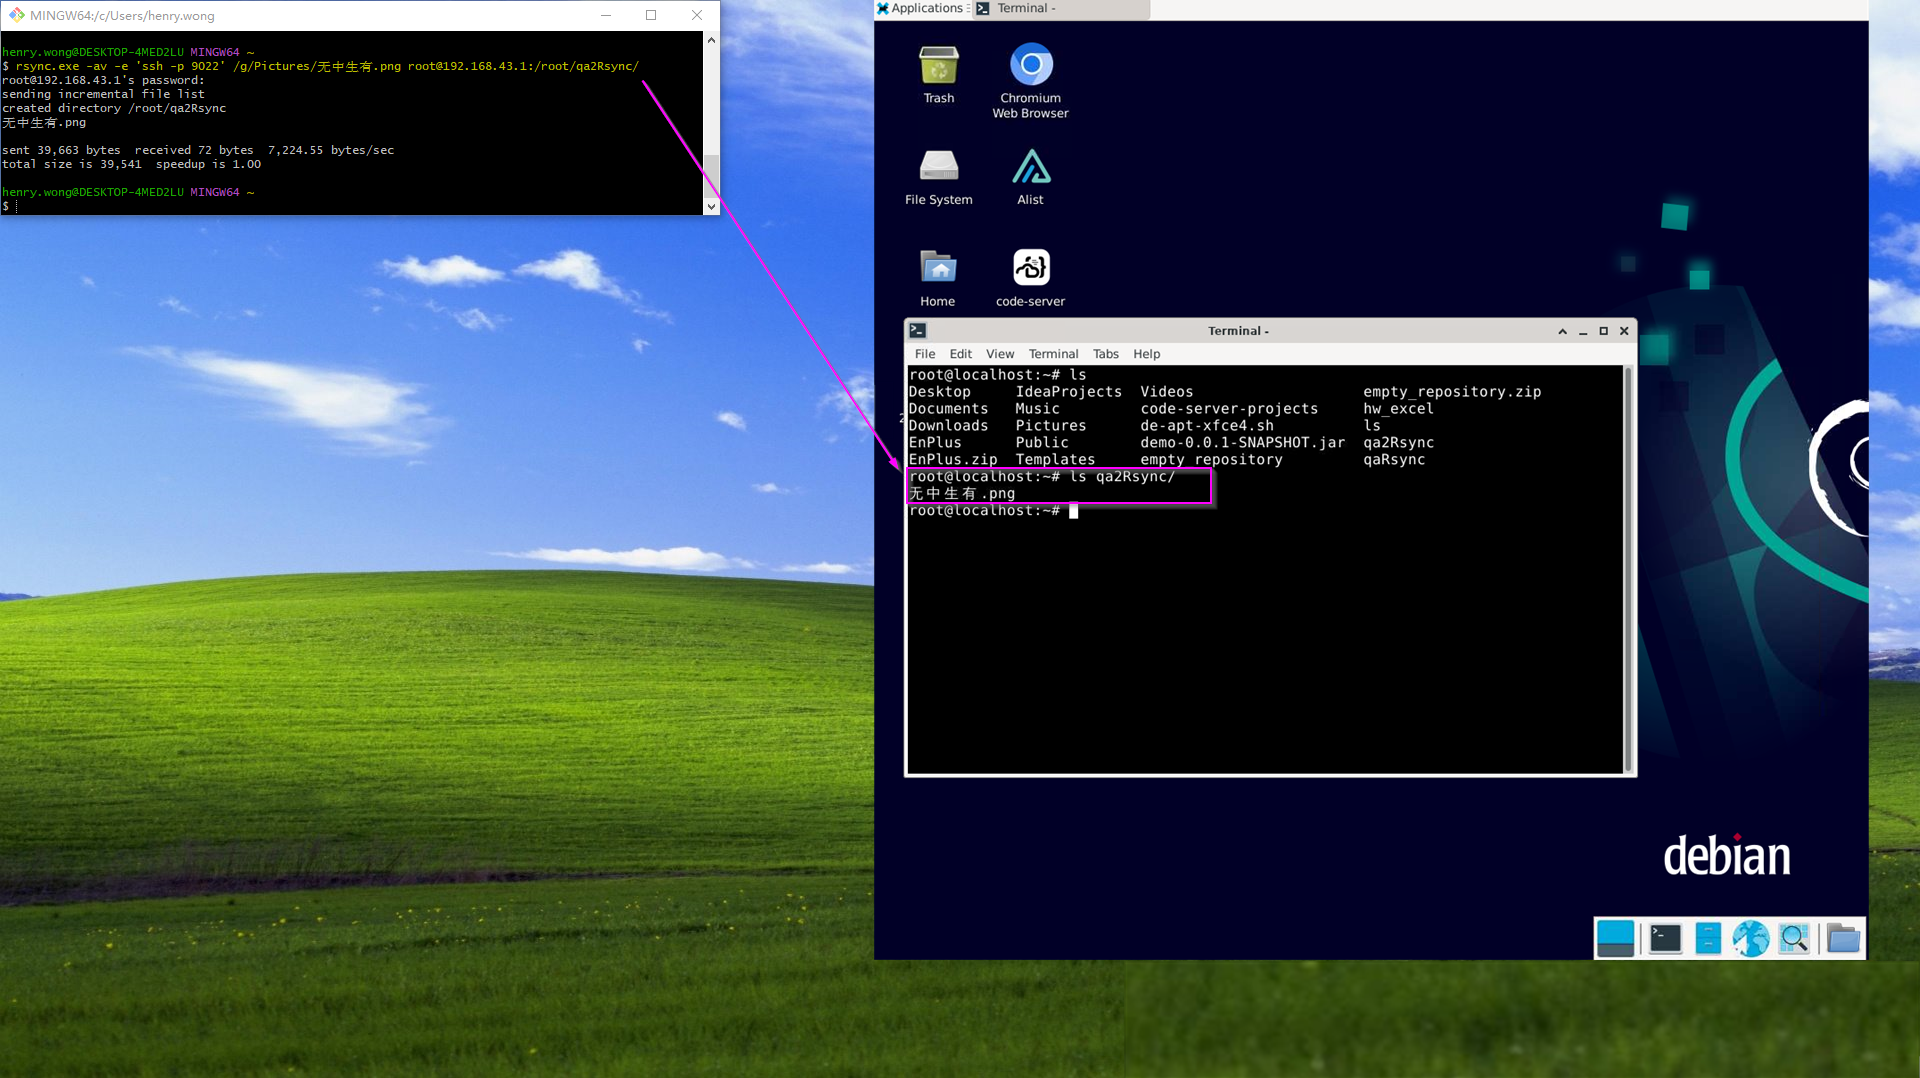 MINGW64:/c/Users/henry.wong
henry.wong@DESKTOP-4MED2LU MINGW64 ~
$ rsync.exe -av -e 'ssh -p 9022' /g/Pictures/无中生有.png root@192.168.43.1:/root/qa2Rsync/
root@192.168.43.1's password:
sending incremental file list
created directory /root/qa2Rsync
无中生有.png
sent 39,663 bytes  received 72 bytes  7,224.55 bytes/sec
total size is 39,541  speedup is 1.00
henry.wong@DESKTOP-4MED2LU MINGW64 ~
$
Applications
Terminal -
Trash
Chromium
Web Browser
File System
Alist
Home
code-server
Terminal -
File Edit View Terminal Tabs Help
root@localhost:~# ls
Desktop IdeaProjects Videos empty_repository.zip
Documents Music code-server-projects hw_excel
Downloads Pictures de-apt-xfce4.sh ls
EnPlus Public demo-0.0.1-SNAPSHOT.jar qa2Rsync
EnPlus.zip Templates empty_repository qaRsync
root@localhost:~# ls qa2Rsync/
无中生有.png
root@localhost:~#
debian